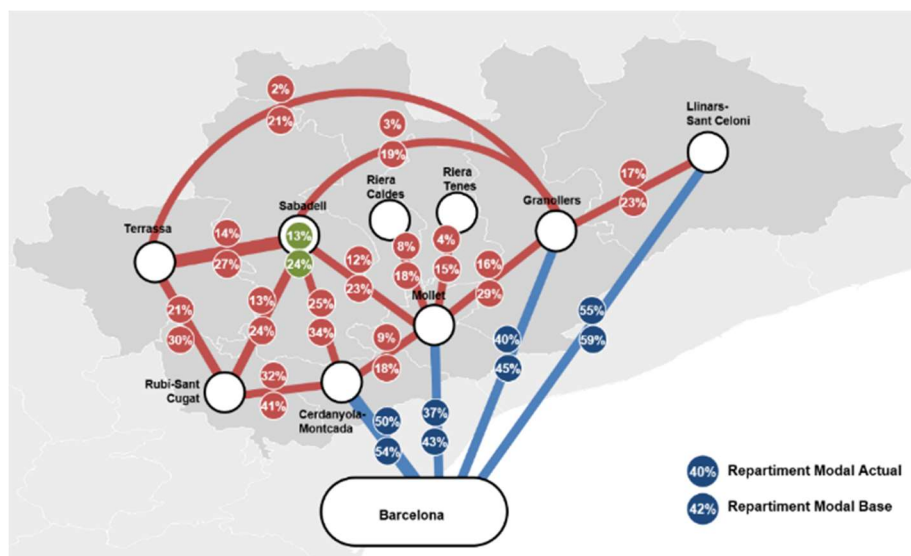 2%
21%
3%
19%
Llinars-
Sant Celoni
17%
23%
Riera
Caldes
Riera
Tenes
Granollers
Sabadell
13%
24%
Terrassa
14%
27%
12%
23%
8%
18%
4%
15%
16%
29%
Mollet
21%
30%
13%
24%
25%
34%
9%
18%
55%
59%
40%
45%
Rubí-Sant
Cugat
32%
41%
Cerdanyola-
Montcada
50%
54%
37%
43%
Barcelona
40% Repartiment Modal Actual
42% Repartiment Modal Base